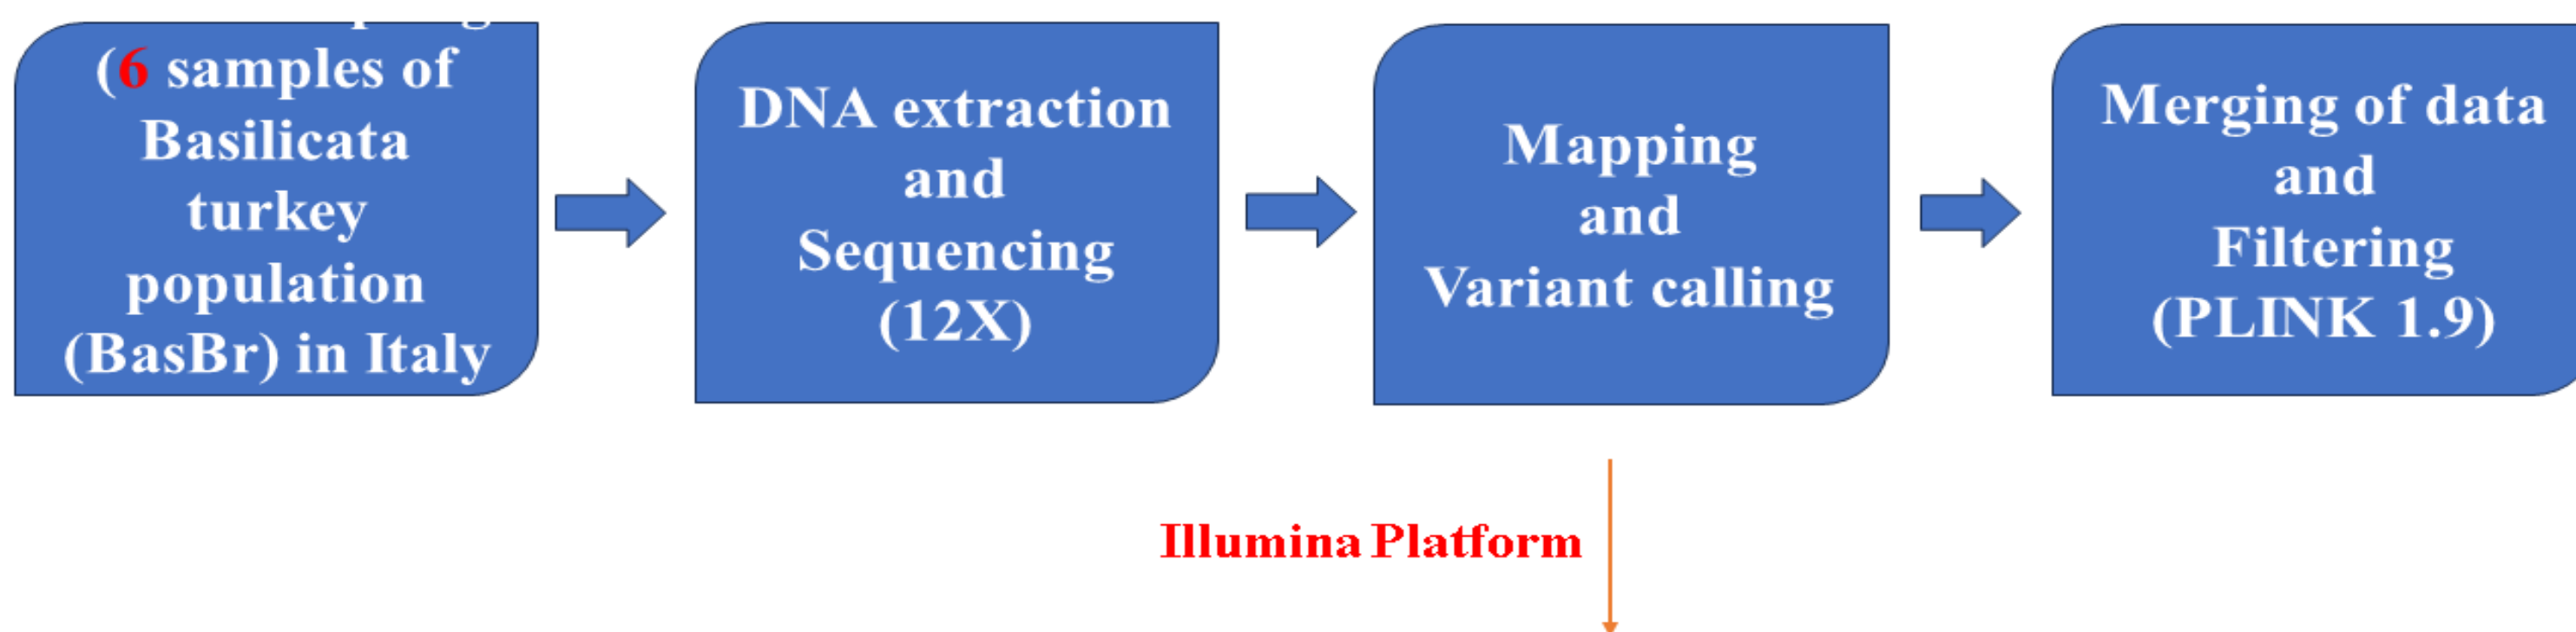 (6 samples of
Basilicata
turkey
population
(BasBr) in Italy
DNA extraction
and
Sequencing
(12X)
Mapping
and
Variant calling
Merging of data
and
Filtering
(PLINK 1.9)
Illumina Platform